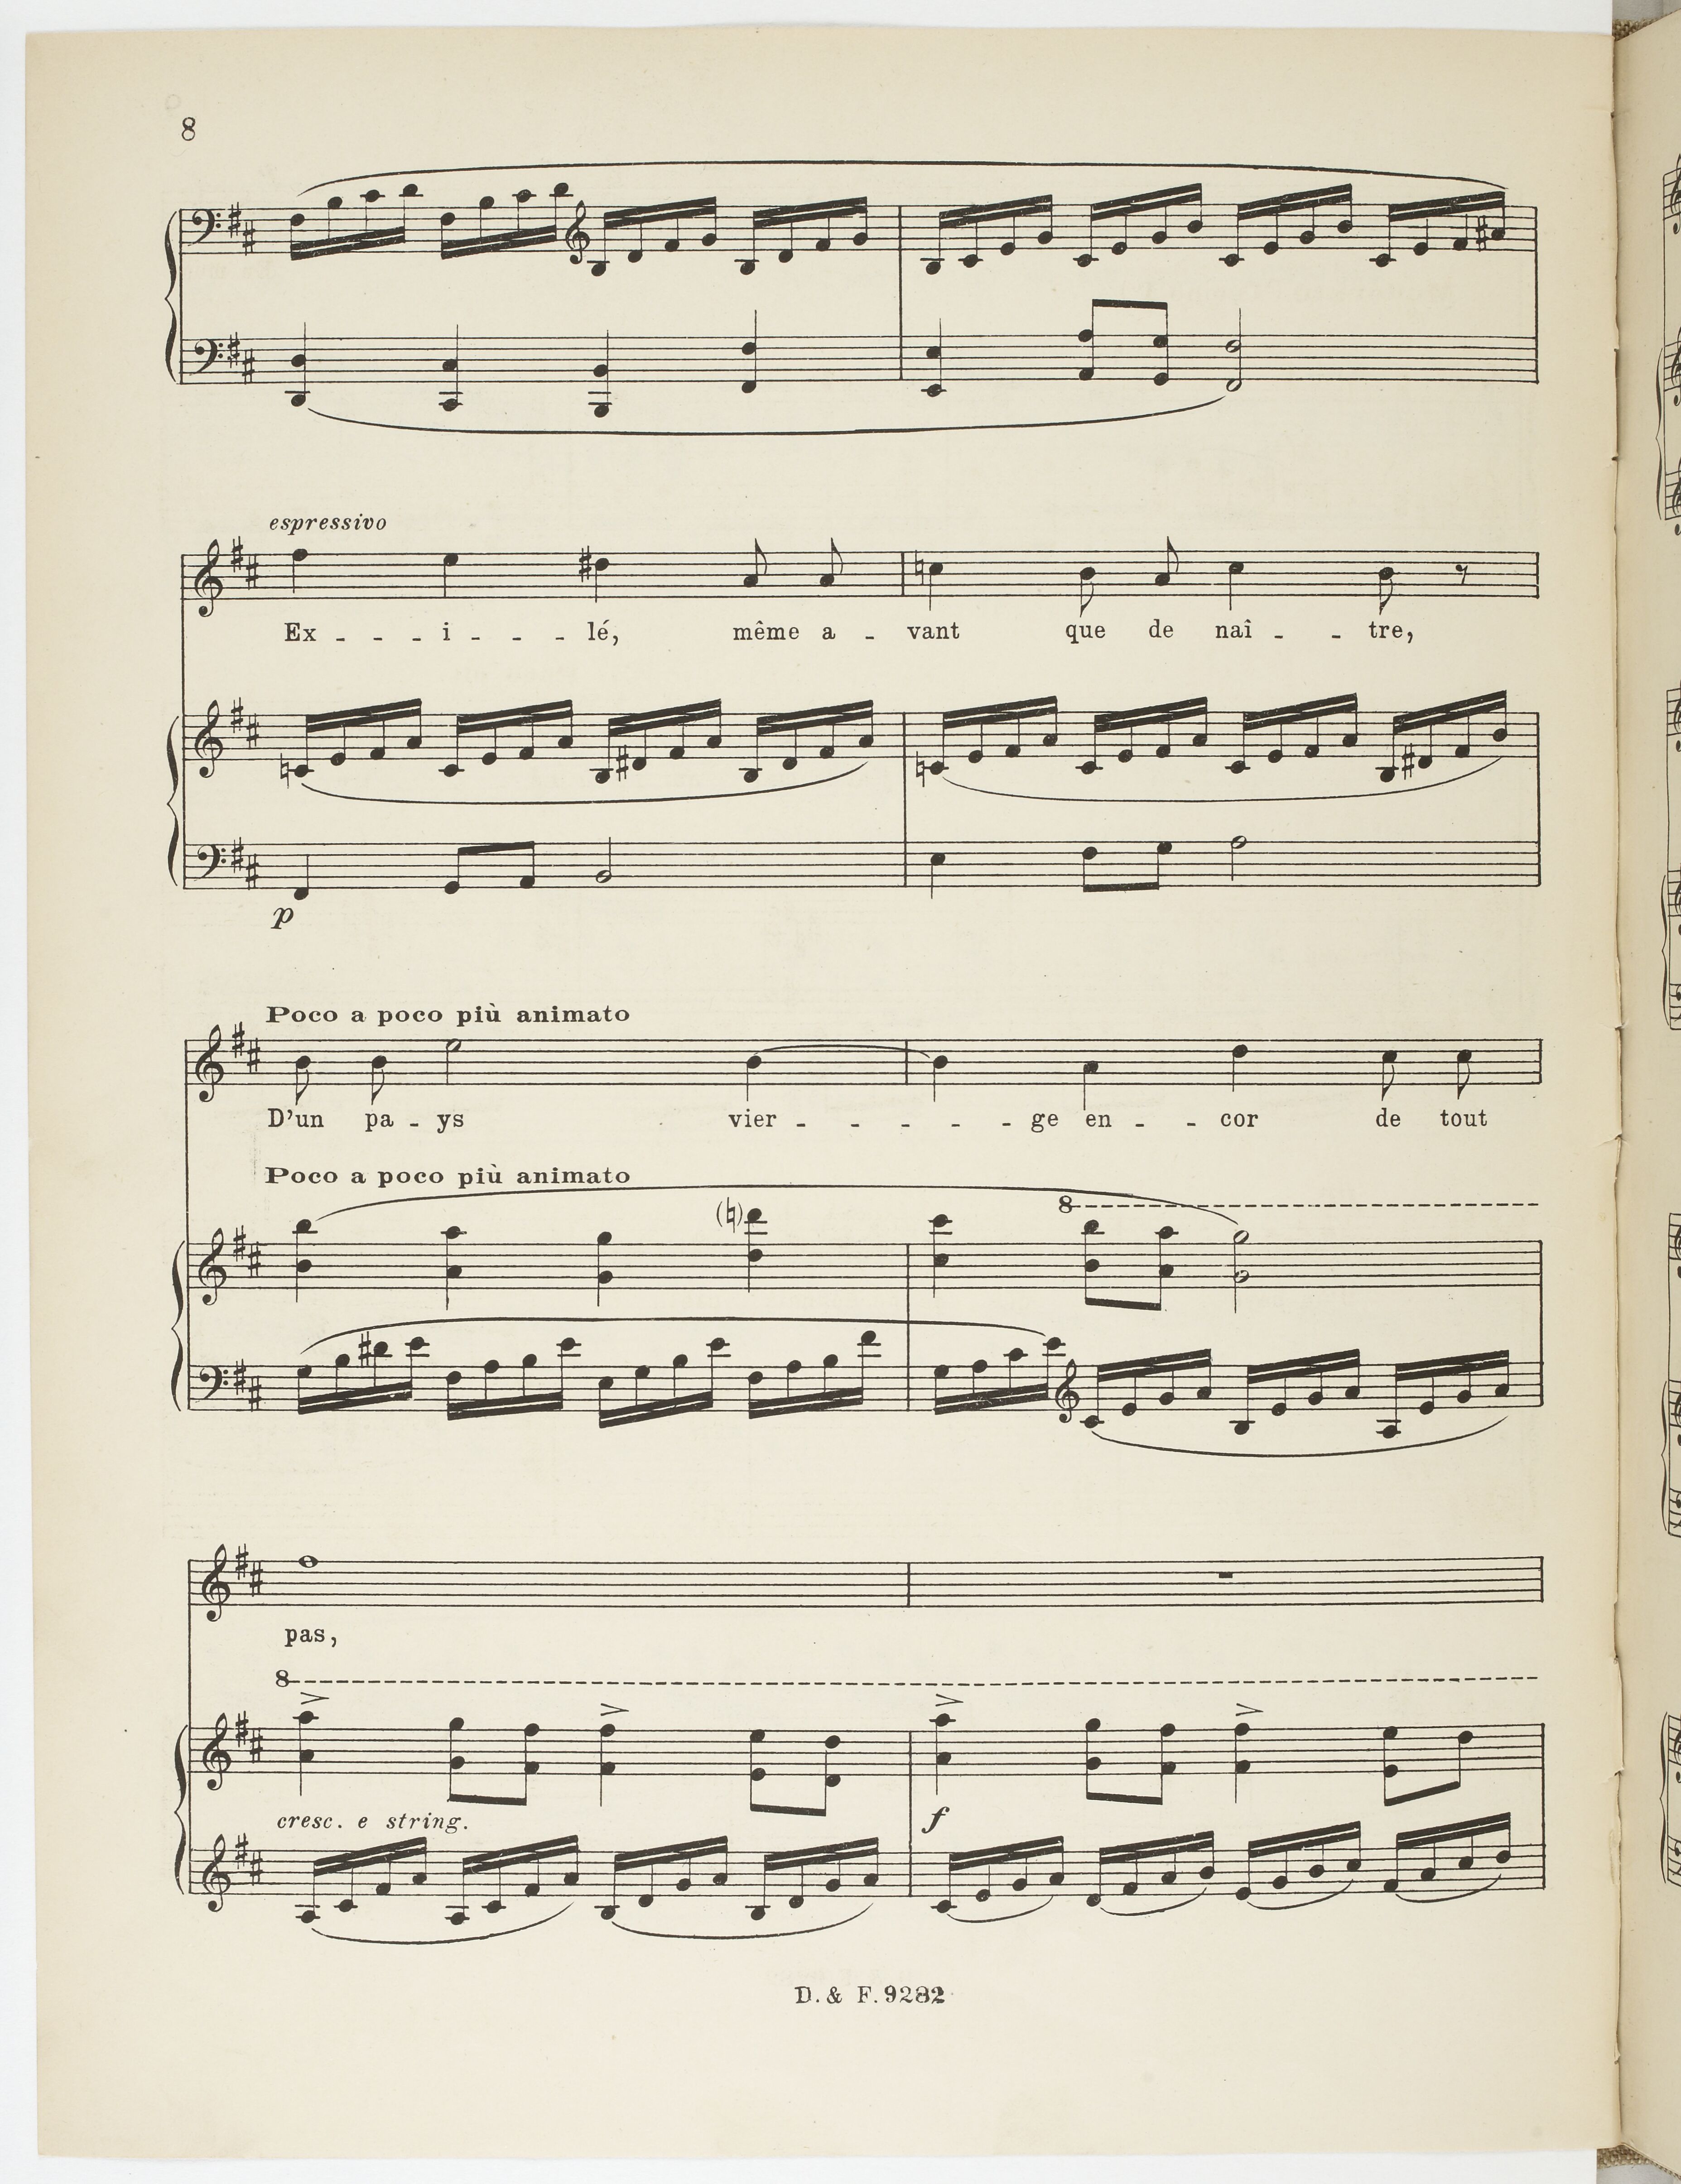 8
espressivo
Ex - - - i - - - lé, même a - vant que de naî - - tre,
p
Poco a poco più animato
D'un pa - ys vier - - - - - ge en - - cor de tout
Poco a poco più animato
8
pas,
8
cresc. e string.
f
D. & F. 9282